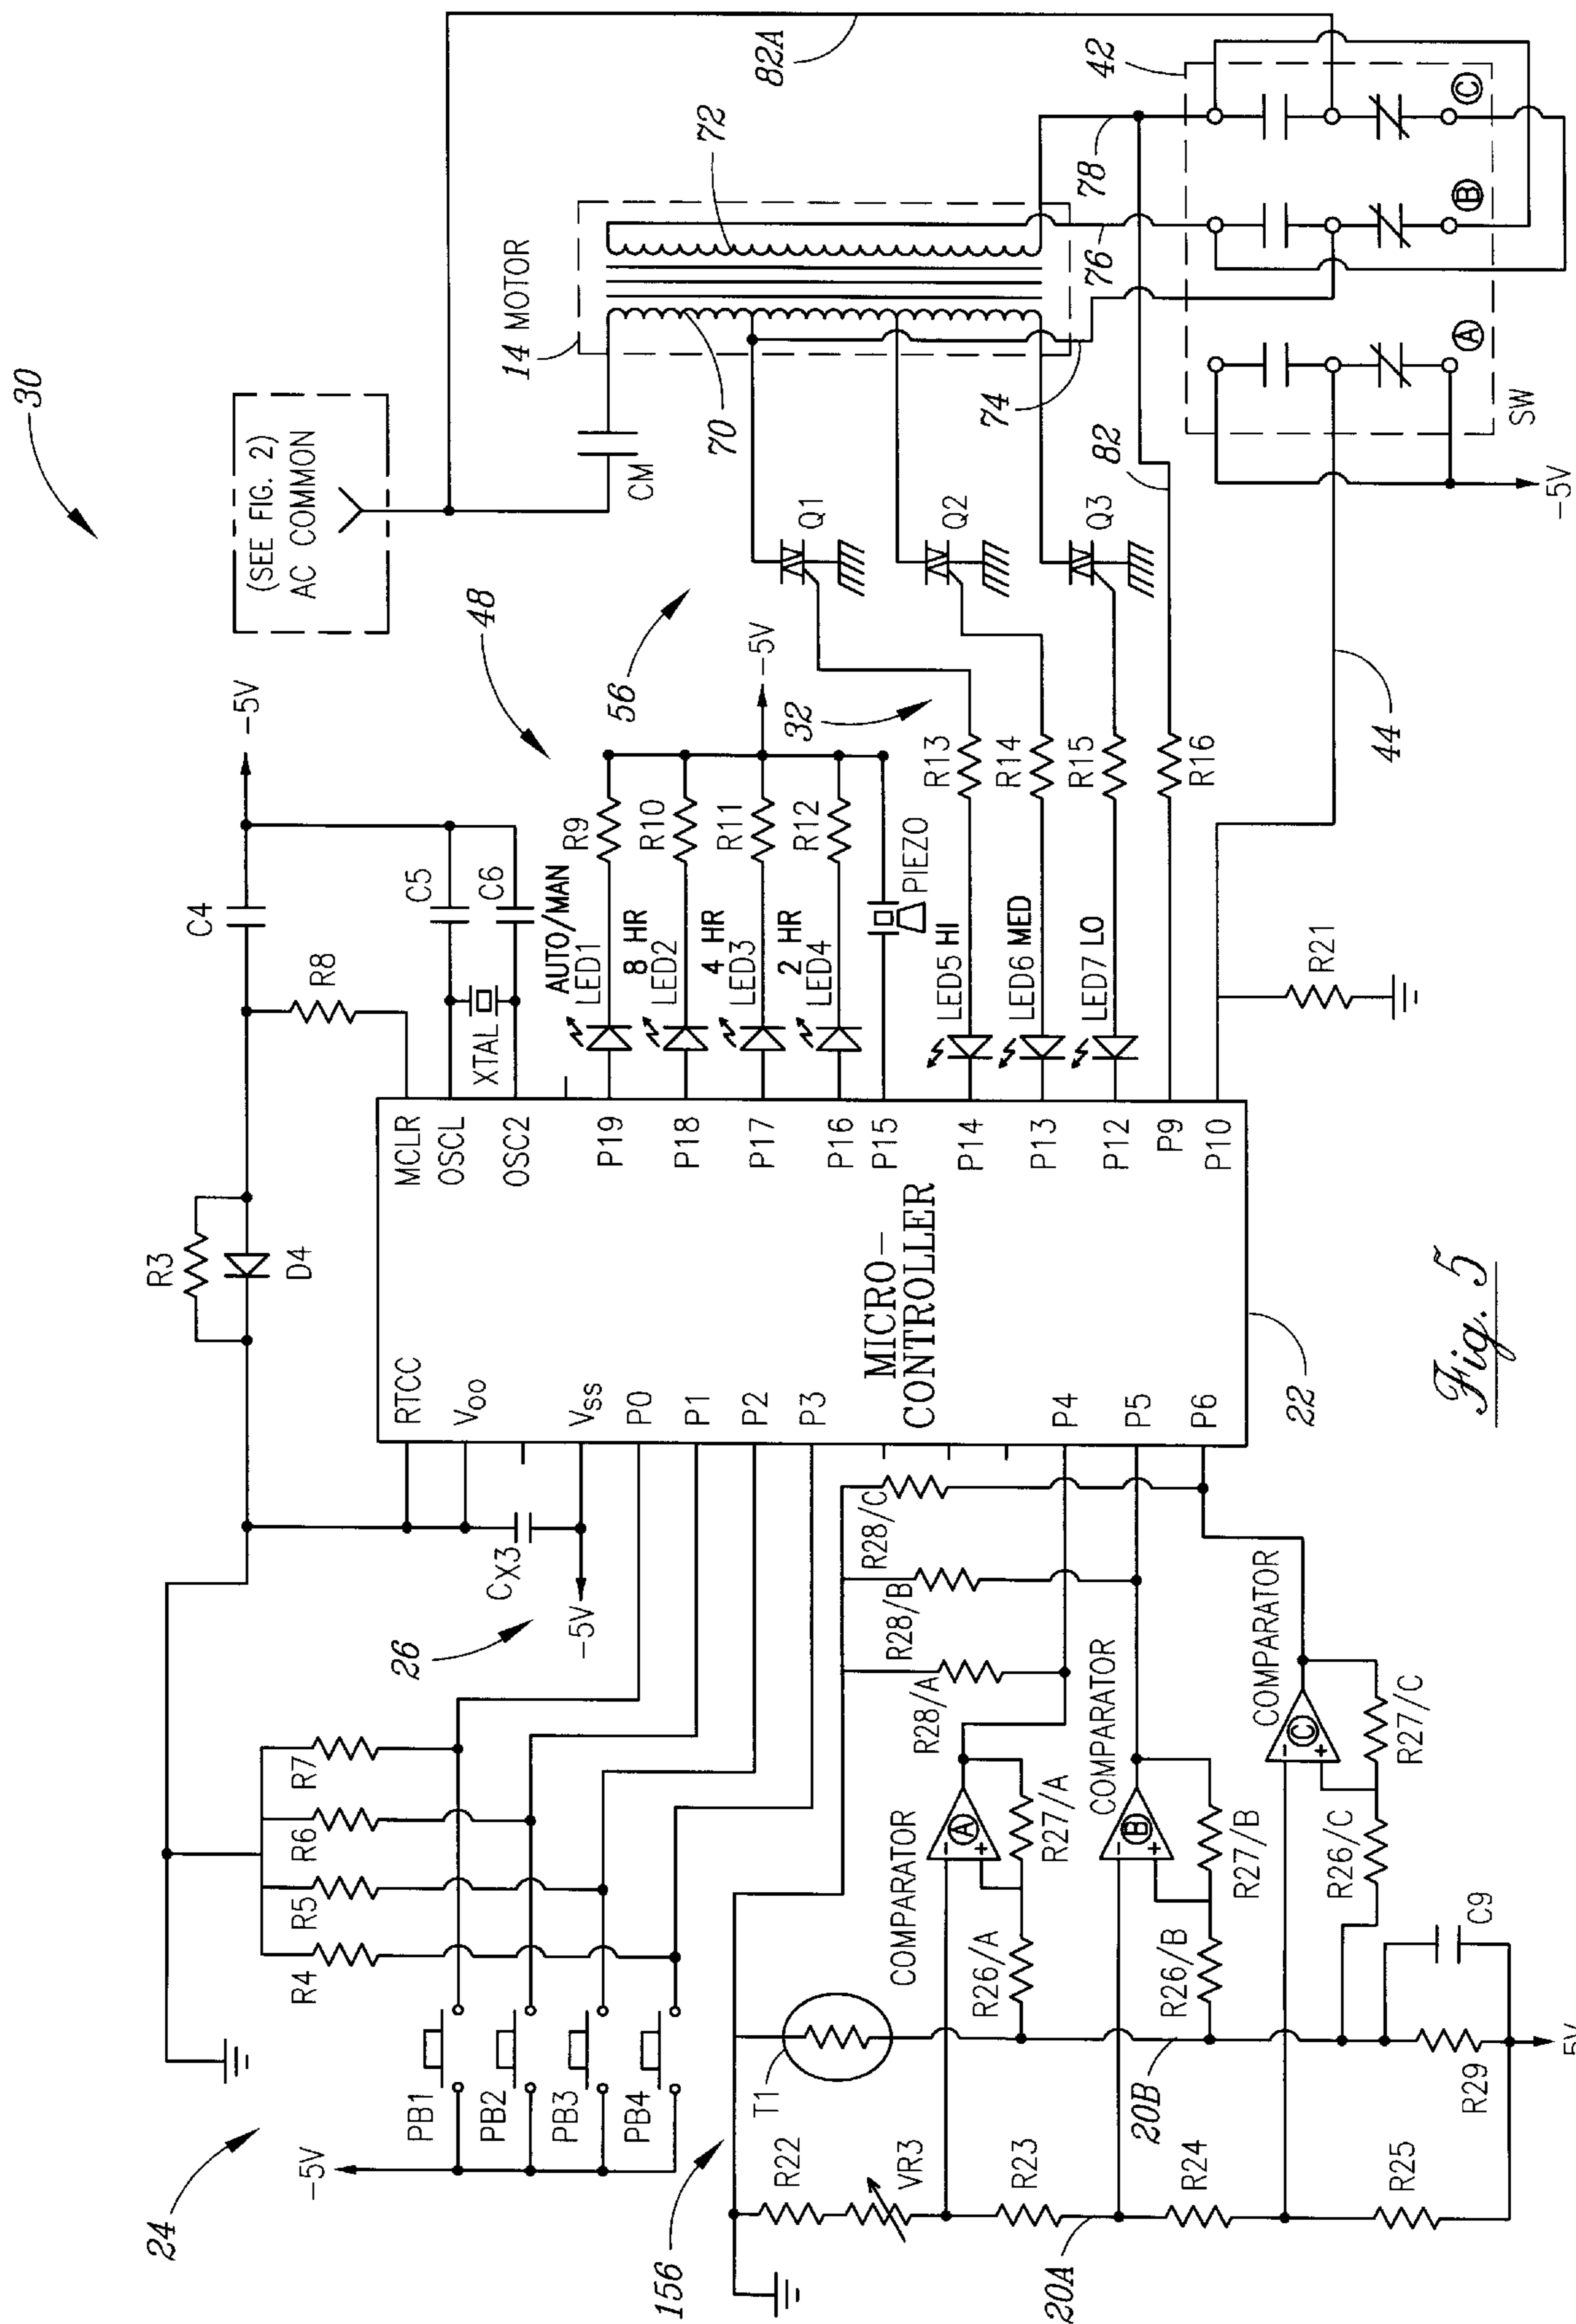 30
(SEE FIG. 2)
AC COMMON
82A
14 MOTOR
72
70
CM
74
76
78
42
SW
Ⓐ
Ⓑ
Ⓒ
-5V
Q1
Q2
Q3
82
44
56
48
32
-5V
-5V
C4
R8
C5
C6
XTAL
AUTO/MAN
LED1
R9
8 HR
LED2
R10
4 HR
LED3
R11
2 HR
LED4
R12
PIEZO
LED5 HI
R13
LED6 MED
R14
LED7 LO
R15
R16
R21
R3
D4
MCLR
OSCL
OSC2
P19
P18
P17
P16
P15
P14
P13
P12
P9
P10
MICRO-
CONTROLLER
22
RTCC
VOO
VSS
P0
P1
P2
P3
P4
P5
P6
CX3
-5V
26
R7
R6
R5
R4
PB1
PB2
PB3
PB4
-5V
24
R28/C
R28/B
R28/A
COMPARATOR
Ⓐ
-
+
R27/A
R26/A
COMPARATOR
Ⓑ
-
+
R27/B
R26/B
COMPARATOR
Ⓒ
-
+
R27/C
R26/C
C9
R29
T1
20B
156
R22
VR3
R23
R24
R25
20A
Fig. 5